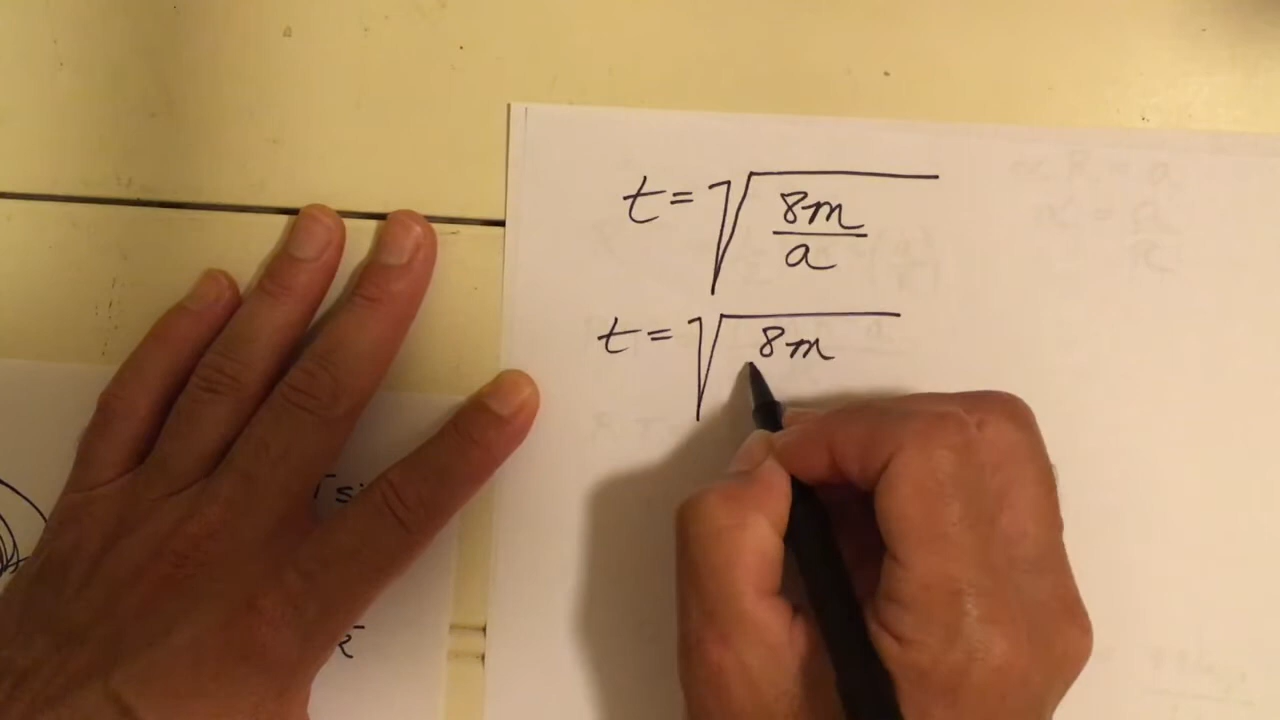 t = √(8m/a)
t = √(8m